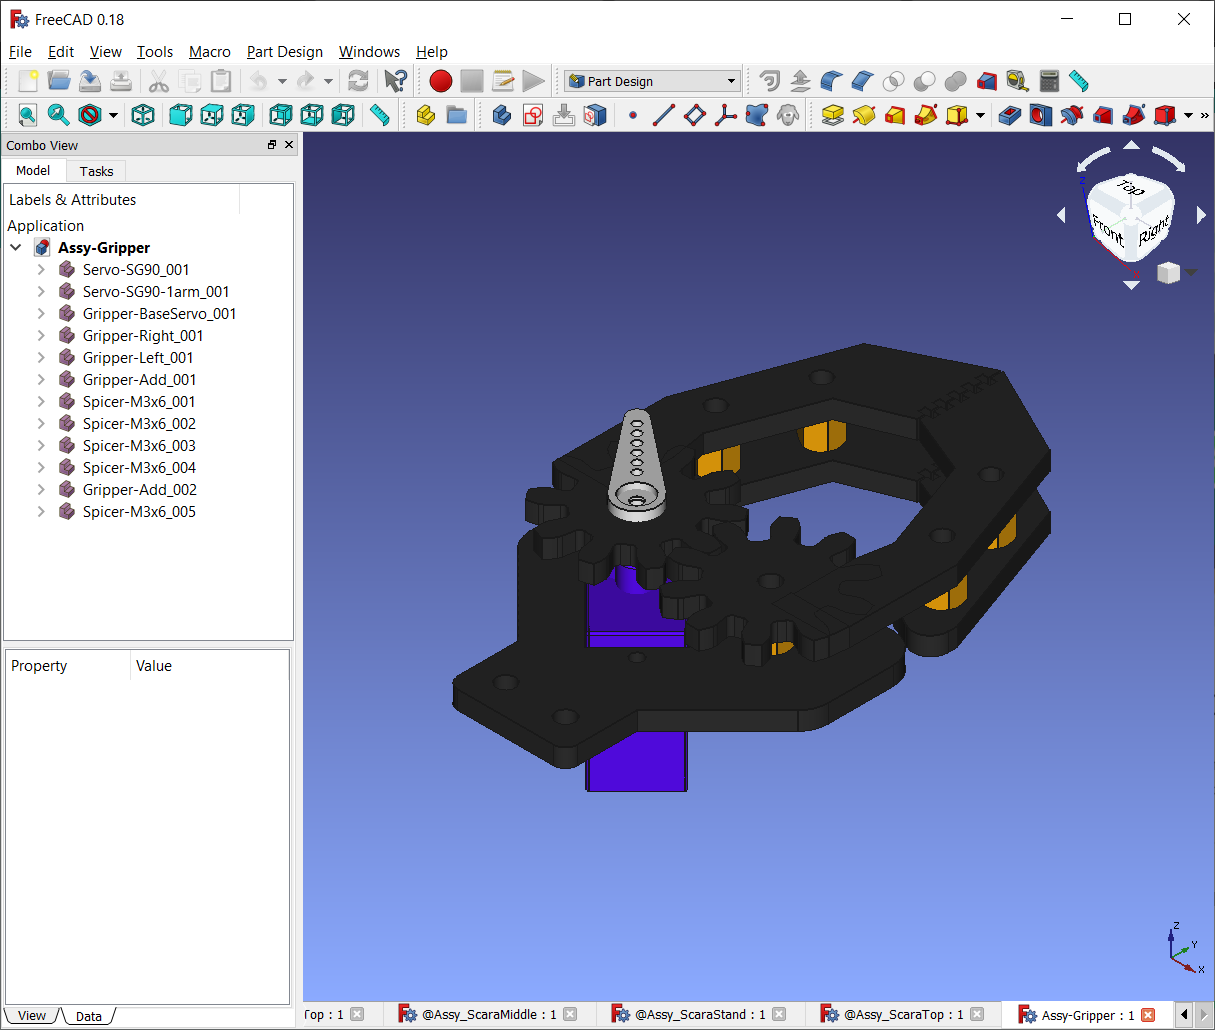 FreeCAD 0.18
File Edit View Tools Macro Part Design Windows Help
Part Design
»
Combo View
Model Tasks
Labels & Attributes
Application
Assy-Gripper
Servo-SG90_001
Servo-SG90-1arm_001
Gripper-BaseServo_001
Gripper-Right_001
Gripper-Left_001
Gripper-Add_001
Spicer-M3x6_001
Spicer-M3x6_002
Spicer-M3x6_003
Spicer-M3x6_004
Gripper-Add_002
Spicer-M3x6_005
Property Value
Top
Front Right
Z
X
Z
Y
X
View Data
Top : 1 @Assy_ScaraMiddle : 1 @Assy_ScaraStand : 1 @Assy_ScaraTop : 1 Assy-Gripper : 1